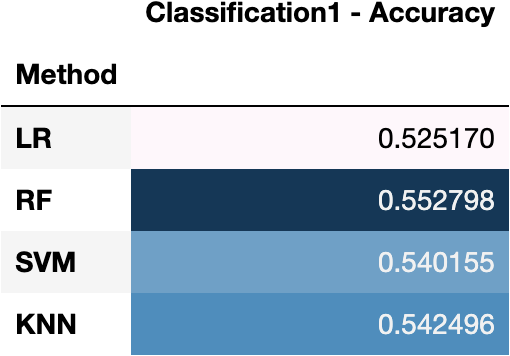 Classification1 - Accuracy
Method
LR 0.525170
RF 0.552798
SVM 0.540155
KNN 0.542496